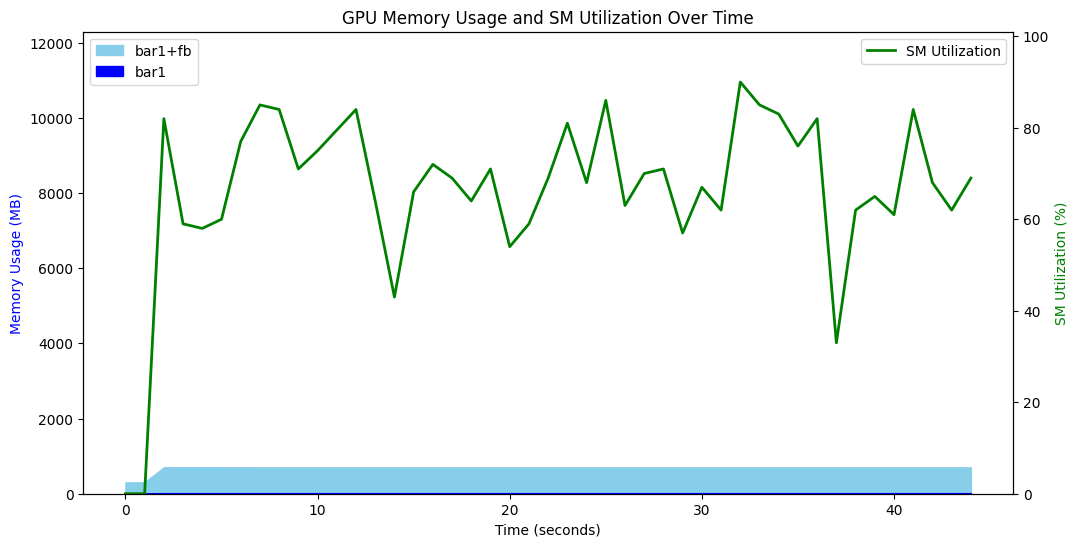 GPU Memory Usage and SM Utilization Over Time
bar1+fb
bar1
SM Utilization
Memory Usage (MB)
12000
10000
8000
6000
4000
2000
0
SM Utilization (%)
100
80
60
40
20
0
0 10 20 30 40
Time (seconds)